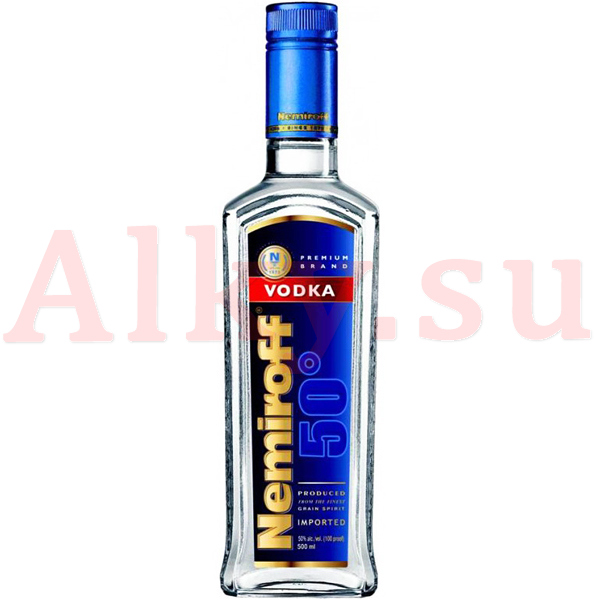 Nemiroff
N
PREMIUM
BRAND
VODKA
Alky.su
Nemiroff®
50°
PRODUCED
FROM THE FINEST
GRAIN SPIRIT
IMPORTED
50% alc./vol. (100 proof)
500 ml